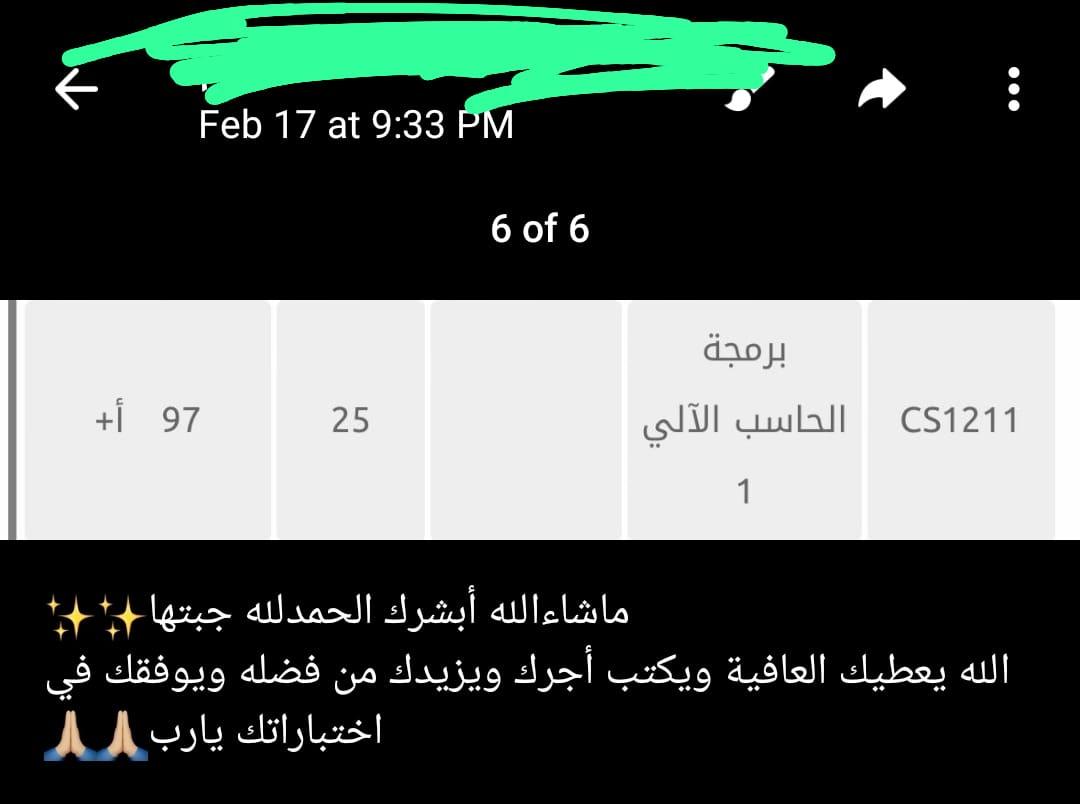 Feb 17 at 9:33 PM
6 of 6
CS1211
برمجة
الحاسب الآلي
1
25
97 أ+
ماشاءالله أبشرك الحمدلله جبتها✨✨
الله يعطيك العافية ويكتب أجرك ويزيدك من فضله ويوفقك في
اختباراتك يارب🙏🏼🙏🏼